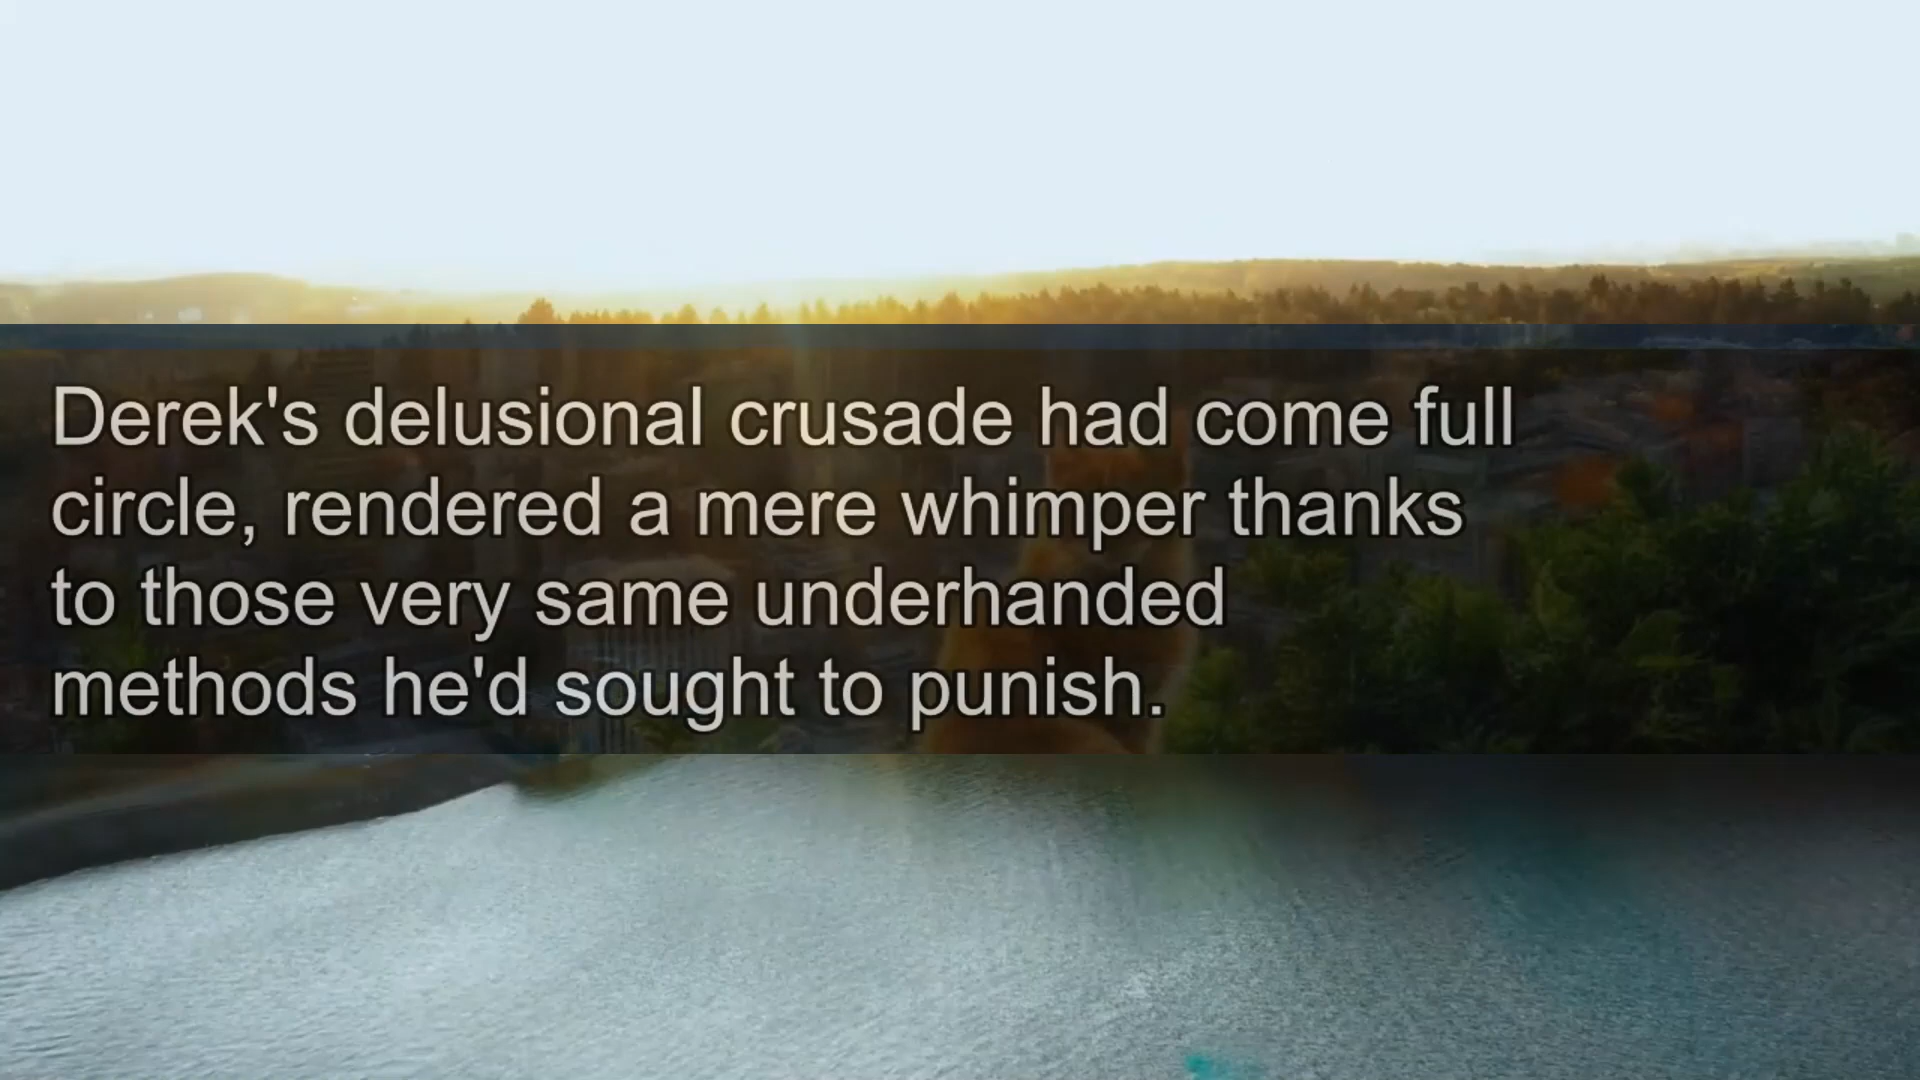 Derek's delusional crusade had come full
circle, rendered a mere whimper thanks
to those very same underhanded
methods he'd sought to punish.